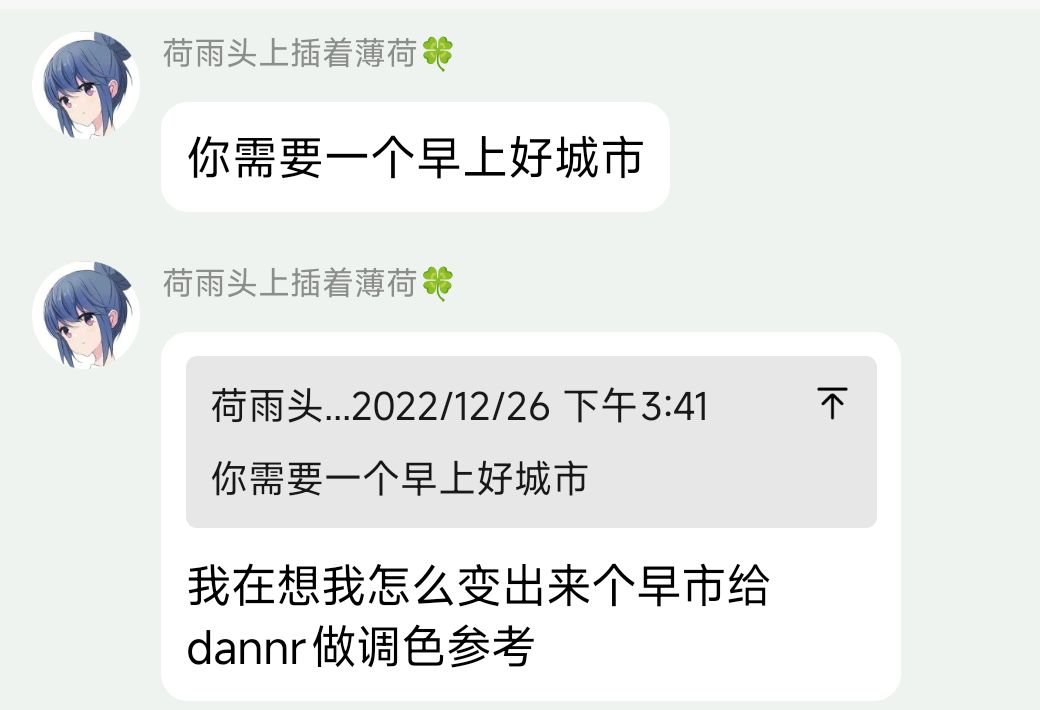 荷雨头上插着薄荷🍀
你需要一个早上好城市
荷雨头上插着薄荷🍀
荷雨头...2022/12/26 下午3:41
你需要一个早上好城市
我在想我怎么变出来个早市给
dannr做调色参考